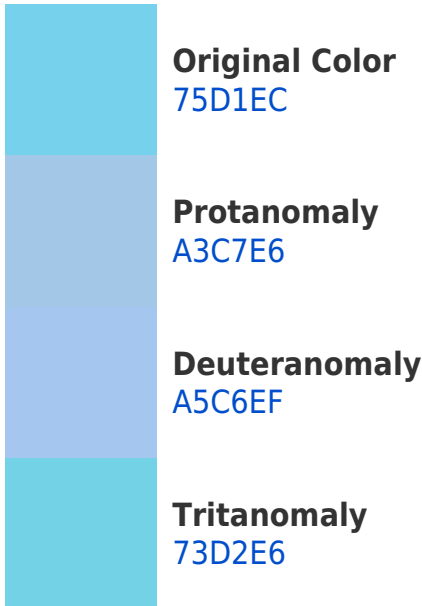 Original Color
75D1EC
Protanomaly
A3C7E6
Deuteranomaly
A5C6EF
Tritanomaly
73D2E6